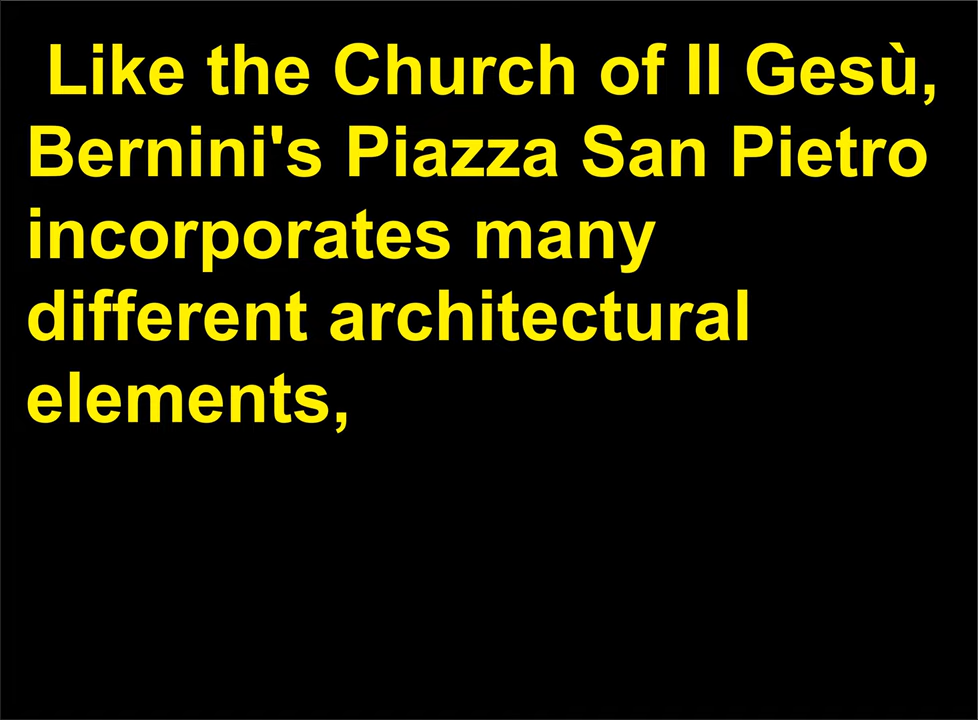 Like the Church of Il Gesù,
Bernini's Piazza San Pietro
incorporates many
different architectural
elements,